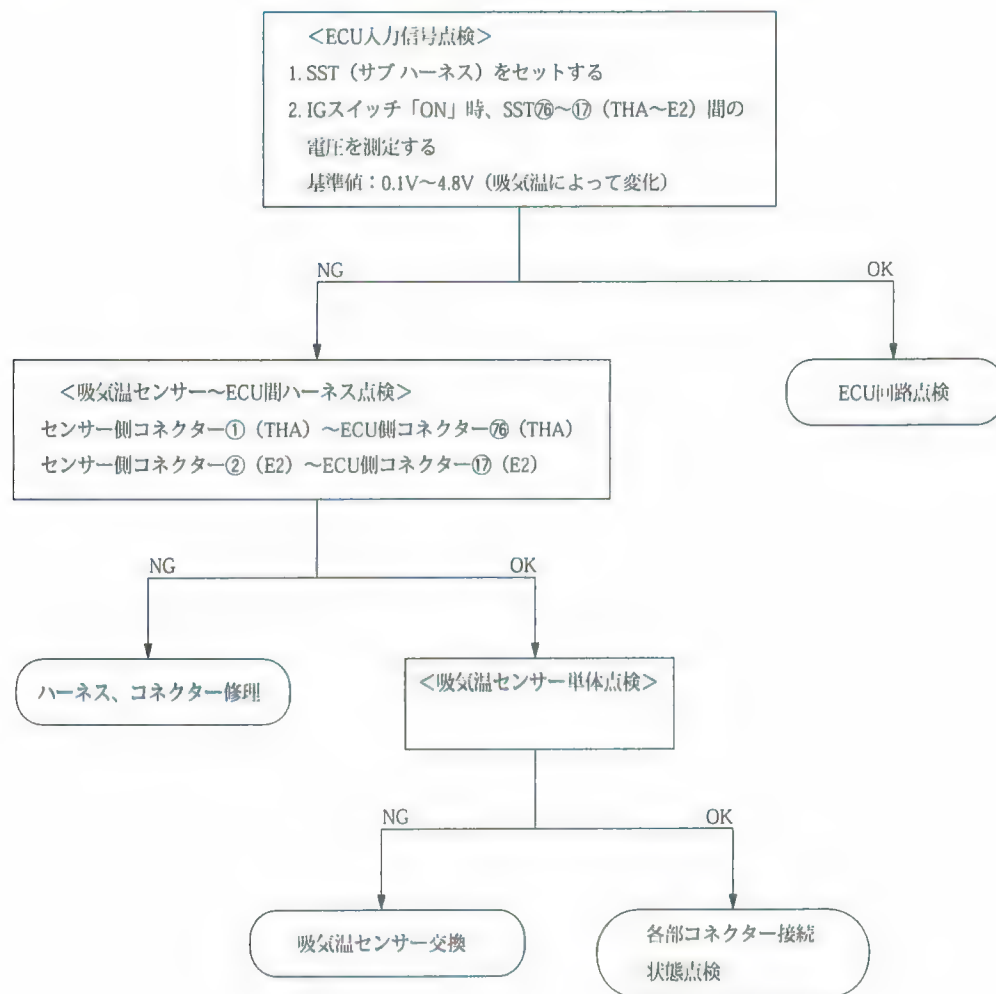 <ECU入力信号点検>
1. SST（サブ ハーネス）をセットする
2. IGスイッチ「ON」時、SST㊆～⑰（THA～E2）間の
電圧を測定する
基準値：0.1V～4.8V（吸気温によって変化）
NG
OK
<吸気温センサー～ECU間ハーネス点検>
センサー側コネクター①（THA）～ECU側コネクター76（THA）
センサー側コネクター②（E2）～ECU側コネクター⑰（E2）
ECU回路点検
NG
OK
ハーネス、コネクター修理
<吸気温センサー単体点検>
NG
OK
吸気温センサー交換
各部コネクター接続
状態点検